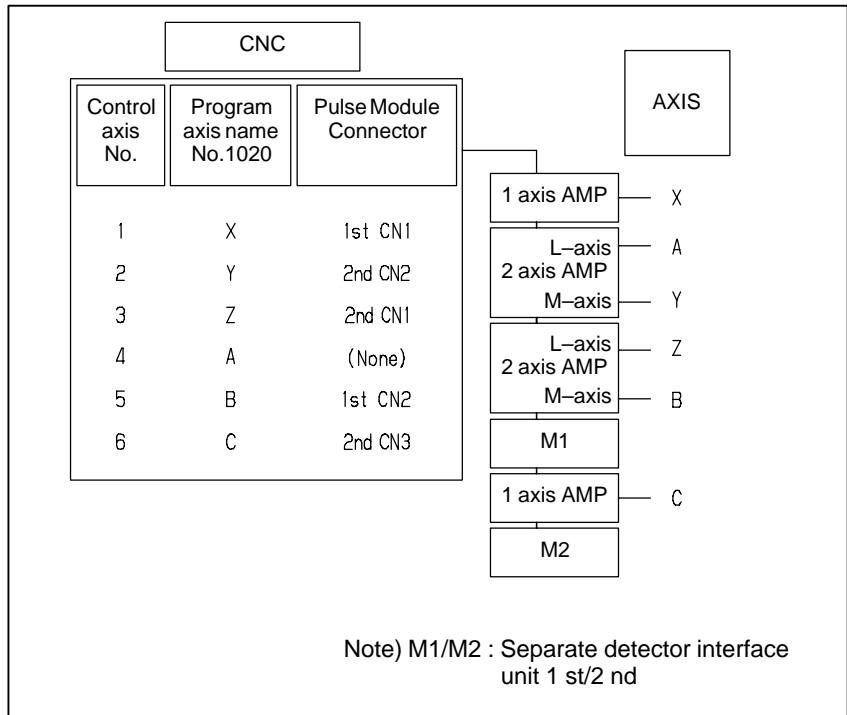 CNC
Control axis No.
Program axis name No.1020
Pulse Module Connector
1 X 1st CN1
2 Y 2nd CN2
3 Z 2nd CN1
4 A (None)
5 B 1st CN2
6 C 2nd CN3
AXIS
1 axis AMP X
L–axis A
2 axis AMP
M–axis Y
L–axis Z
2 axis AMP
M–axis B
M1
1 axis AMP C
M2
Note) M1/M2 : Separate detector interface
unit 1 st/2 nd